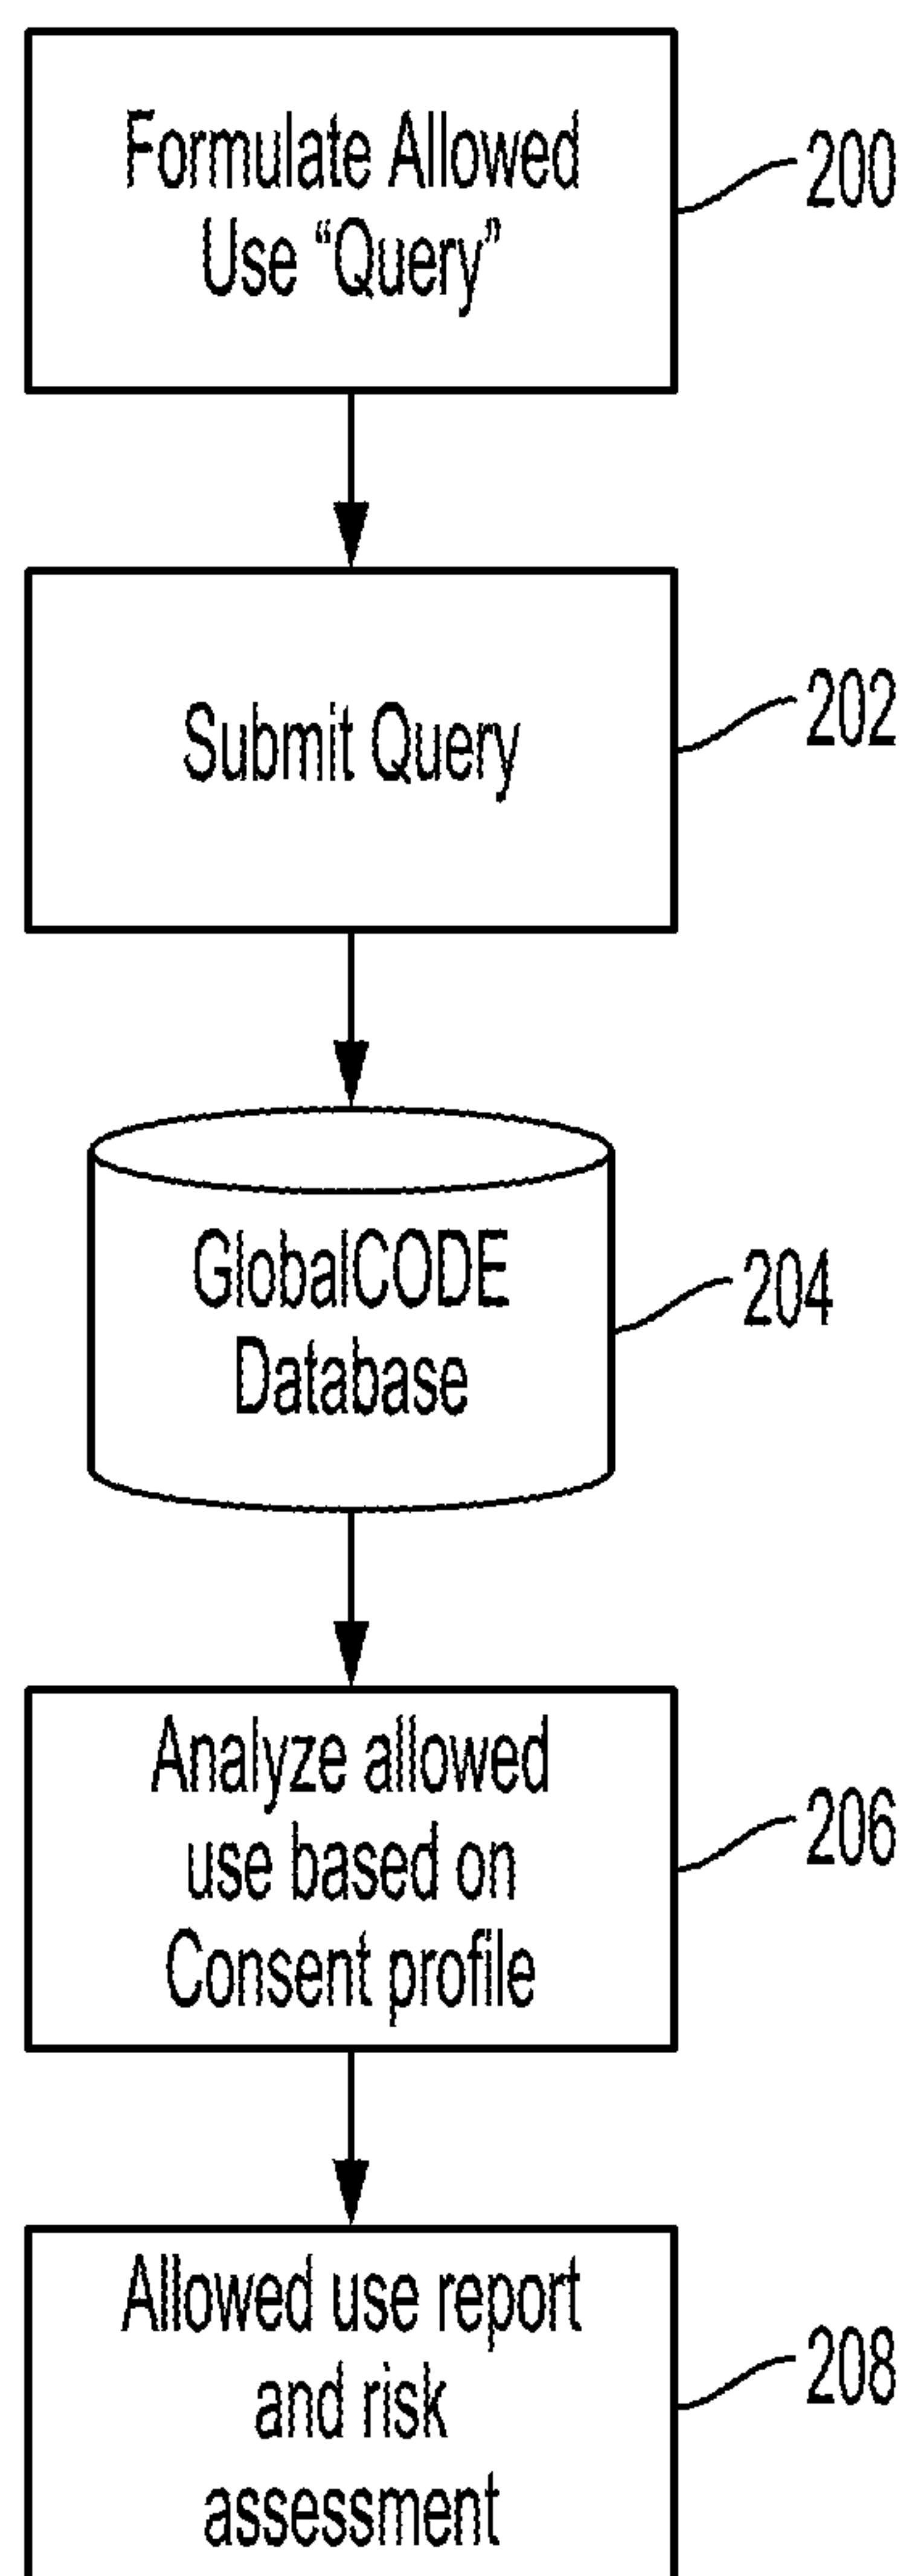 Formulate Allowed
Use “Query”
200
Submit Query
202
GlobalCODE
Database
204
Analyze allowed
use based on
Consent profile
206
Allowed use report
and risk
assessment
208